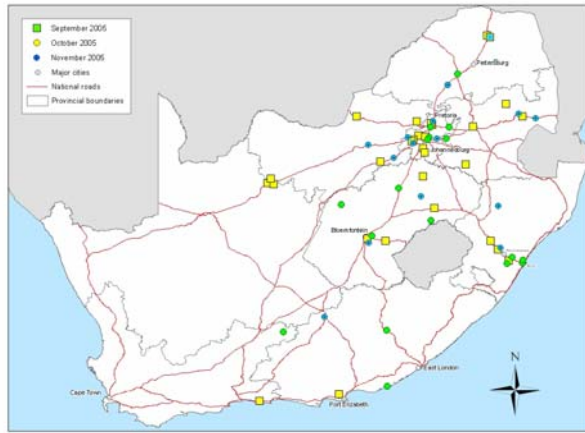 September 2005
October 2005
November 2005
Major cities
National roads
Provincial boundaries
Pietersburg
Pretoria
Johannesburg
Bloemfontein
East London
Cape Town
Port Elizabeth
N